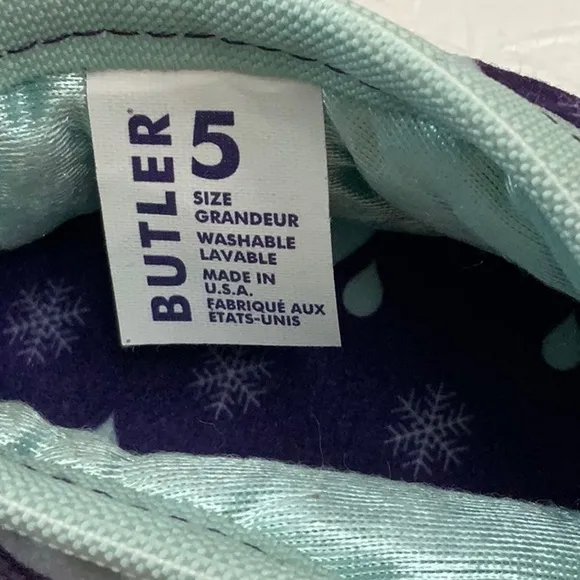 BUTLER
5
SIZE
GRANDEUR
WASHABLE
LAVABLE
MADE IN
U.S.A.
FABRIQUÉ AUX
ÉTATS-UNIS